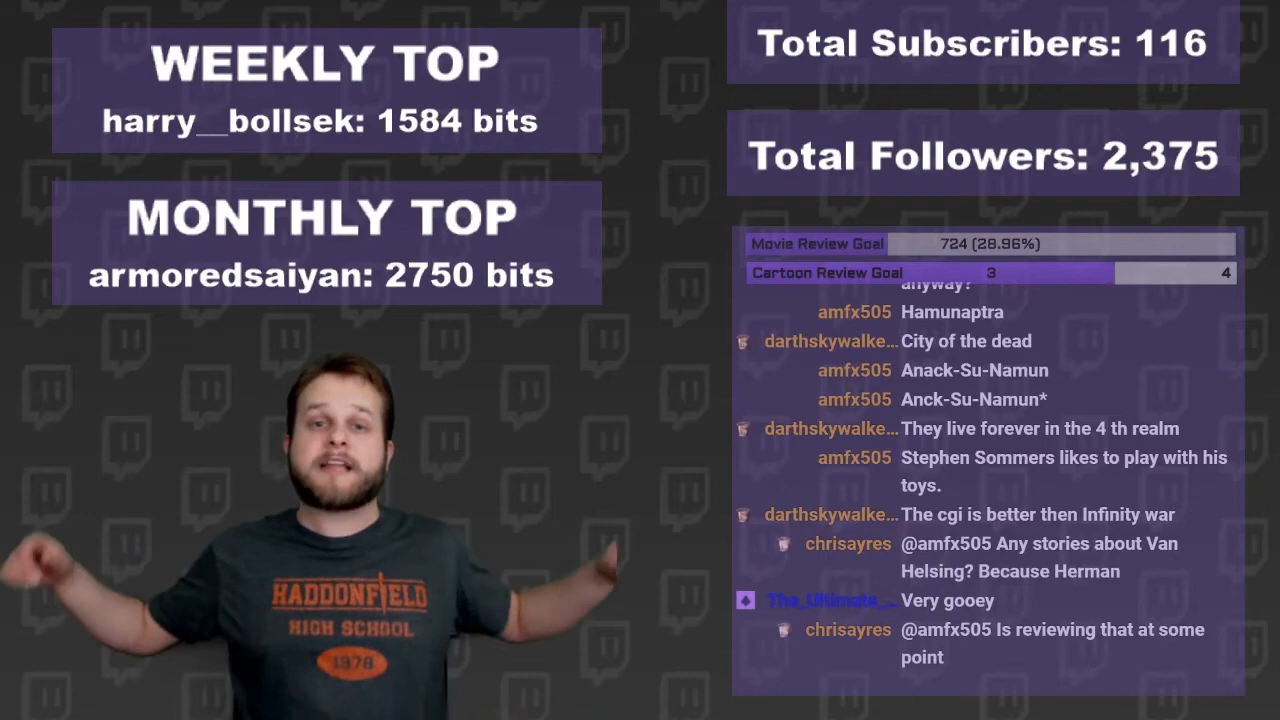 WEEKLY TOP
harry__bollsek: 1584 bits
MONTHLY TOP
armoredsaiyan: 2750 bits
Total Subscribers: 116
Total Followers: 2,375
Movie Review Goal 724 (28.96%)
Cartoon Review Goal 3 4
anyway?
amfx505 Hamunaptra
darthskywalke... City of the dead
amfx505 Anack-Su-Namun
amfx505 Anck-Su-Namun*
darthskywalke... They live forever in the 4 th realm
amfx505 Stephen Sommers likes to play with his
toys.
darthskywalke... The cgi is better then Infinity war
chrisayres @amfx505 Any stories about Van
Helsing? Because Herman
The_Ultimate_... Very gooey
chrisayres @amfx505 Is reviewing that at some
point
HADDONFIELD
HIGH SCHOOL
1978